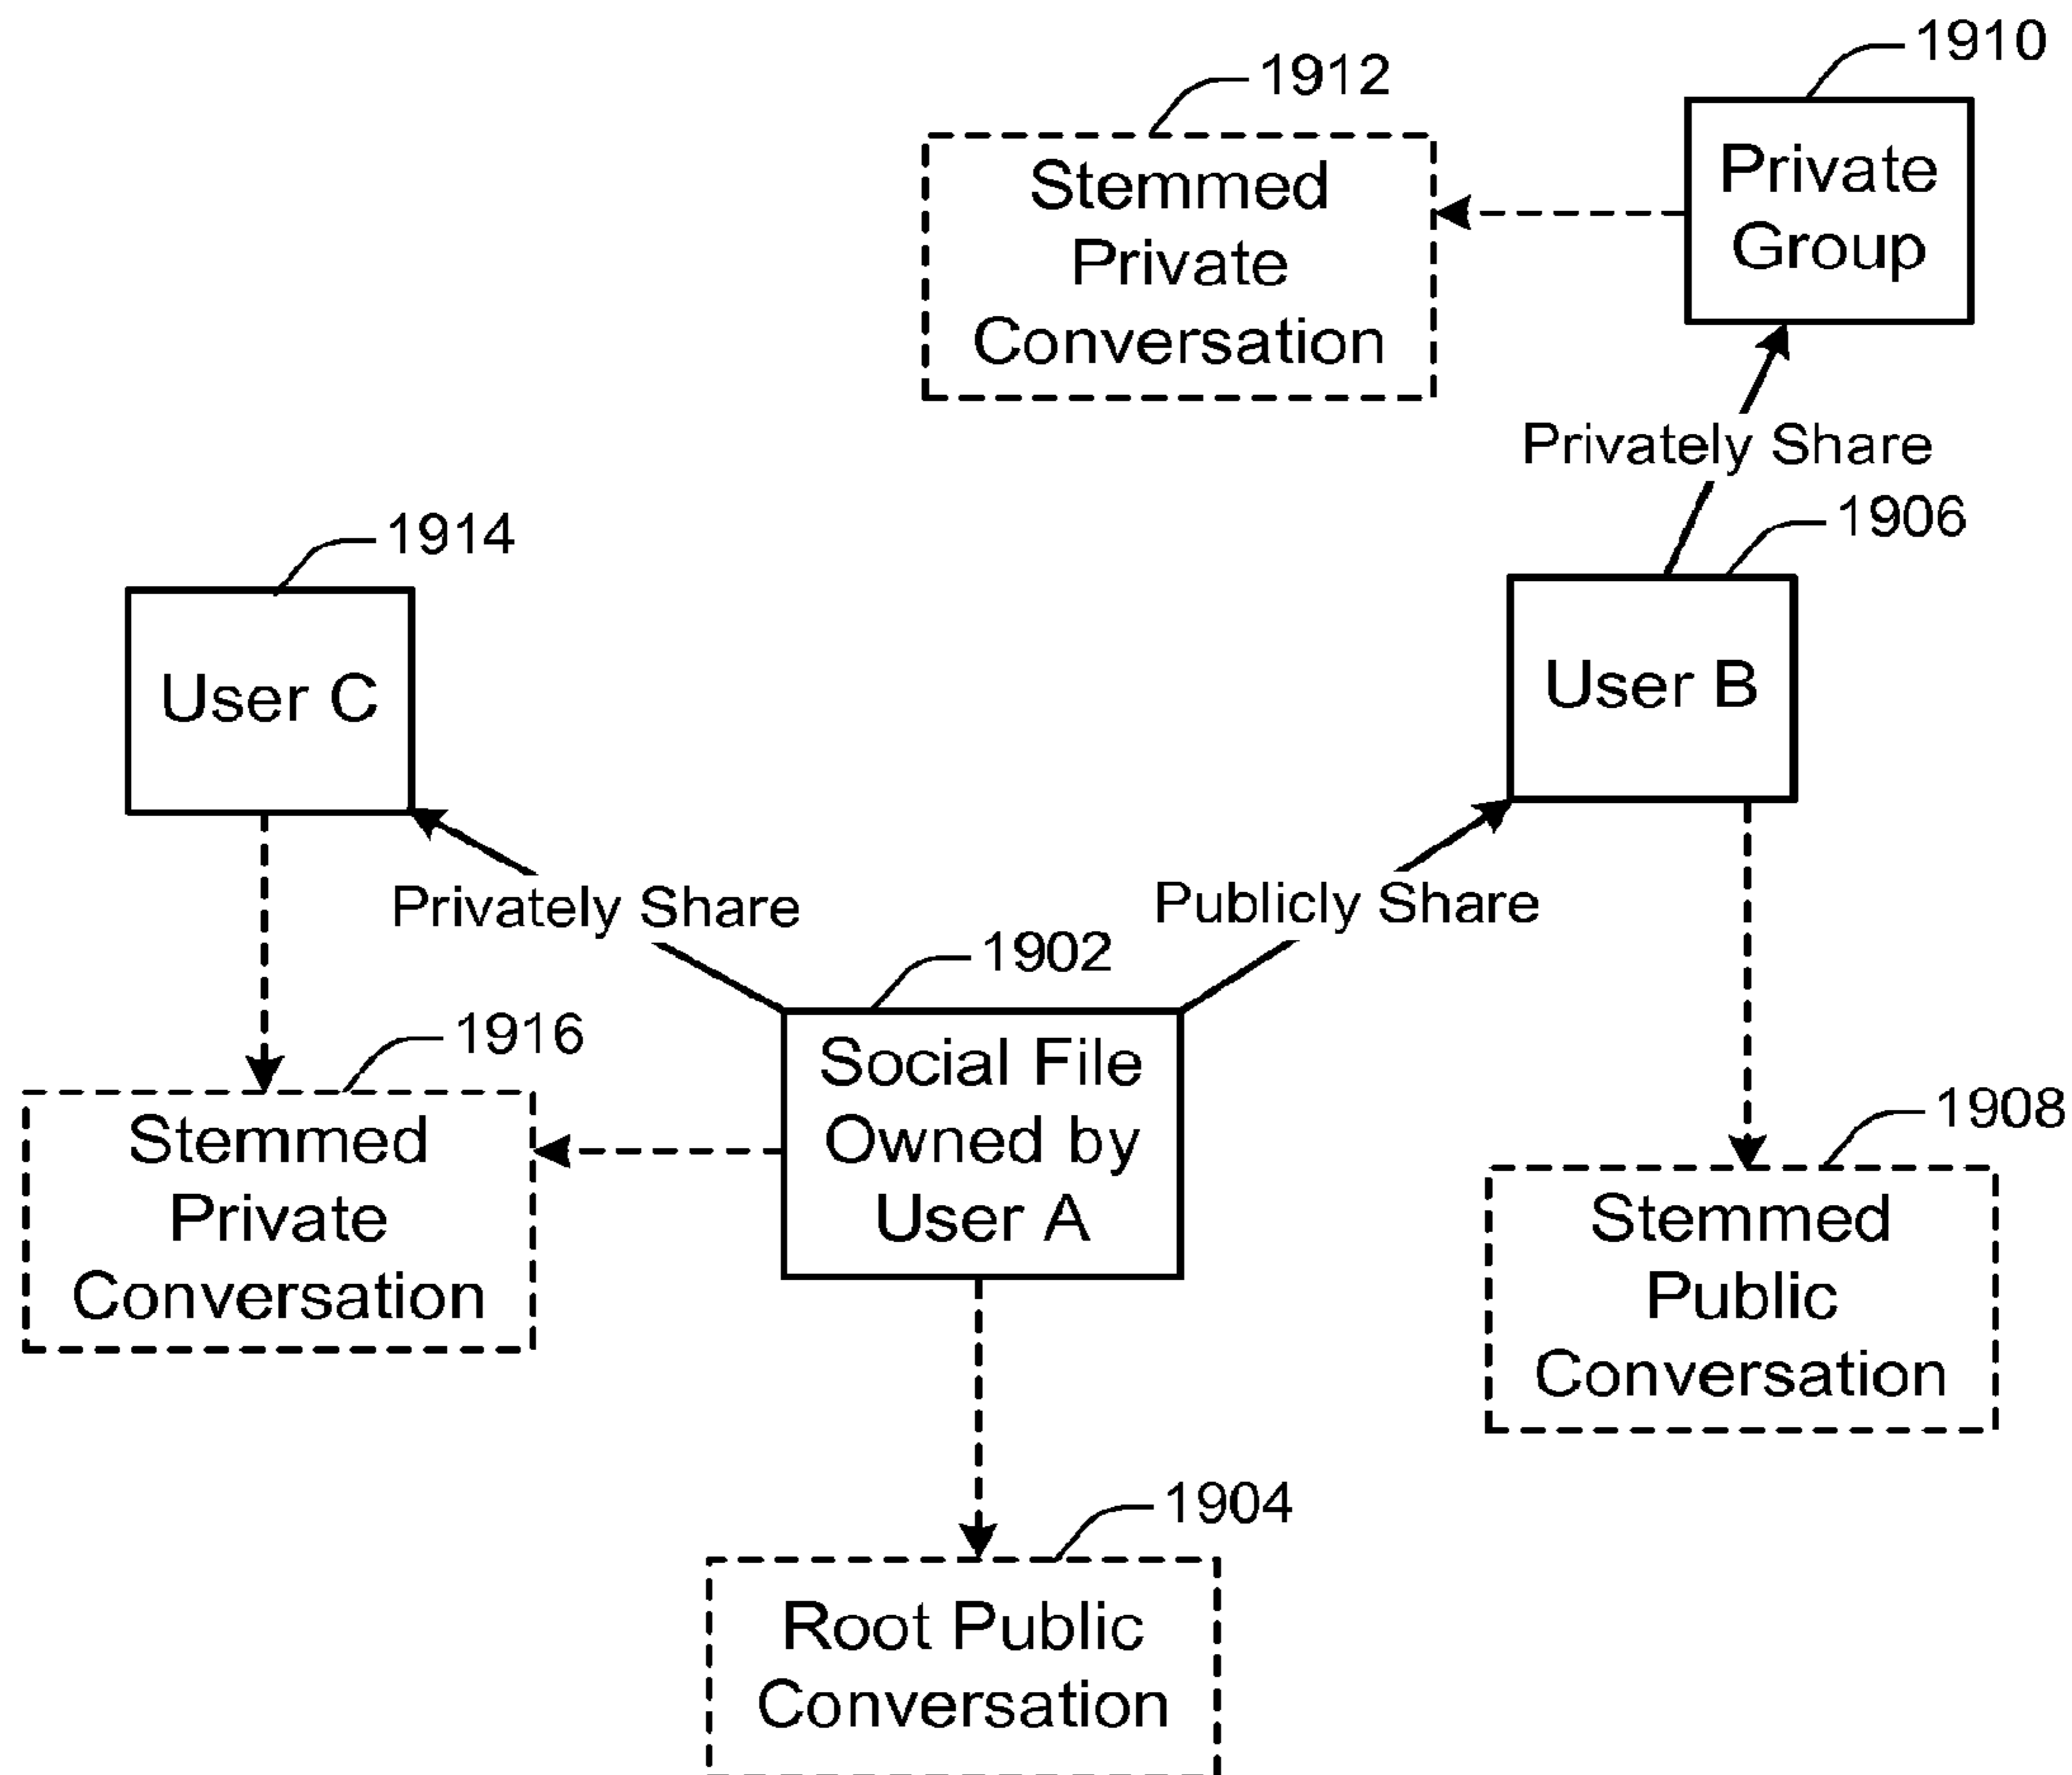 1910
1912
Private
Group
Stemmed
Private
Conversation
Privately Share
1906
1914
User C
User B
Privately Share
Publicly Share
1902
1916
Social File
Owned by
User A
Stemmed
Private
Conversation
1908
Stemmed
Public
Conversation
1904
Root Public
Conversation